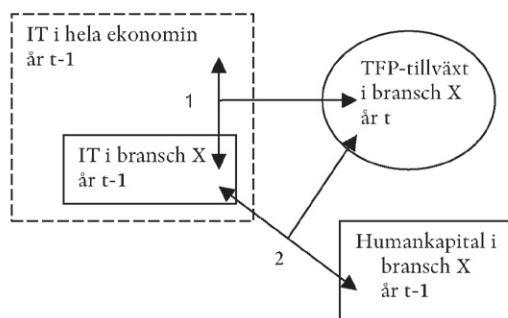 IT i hela ekonomin
år t-1
TFP-tillväxt
i bransch X
år t
1
IT i bransch X
år t-1
2
Humankapital i
bransch X
år t-1